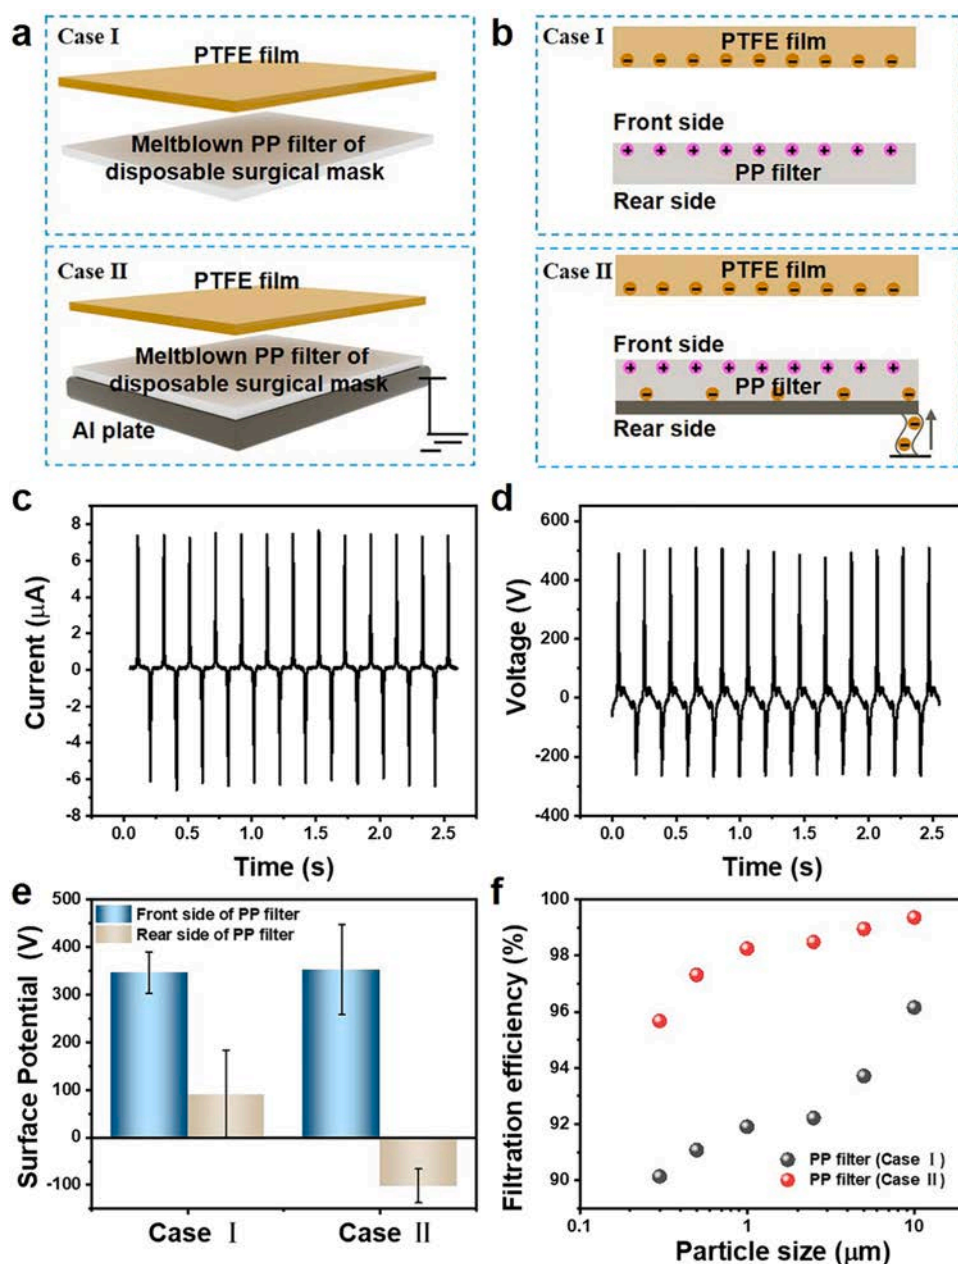 a
Case I
PTFE film
Meltblown PP filter of
disposable surgical mask
Case II
PTFE film
Meltblown PP filter of
disposable surgical mask
Al plate
b
Case I
PTFE film
Front side
PP filter
Rear side
Case II
PTFE film
Front side
PP filter
Rear side
c
8
6
4
2
0
-2
-4
-6
-8
Current (μA)
0.0 0.5 1.0 1.5 2.0 2.5
Time (s)
d
600
400
200
0
-200
-400
Voltage (V)
0.0 0.5 1.0 1.5 2.0 2.5
Time (s)
e
500
400
300
200
100
0
-100
Surface Potential (V)
Front side of PP filter
Rear side of PP filter
Case I Case II
f
100
98
96
94
92
90
Filtration efficiency (%)
PP filter (Case I)
PP filter (Case II)
0.1 1 10
Particle size (μm)